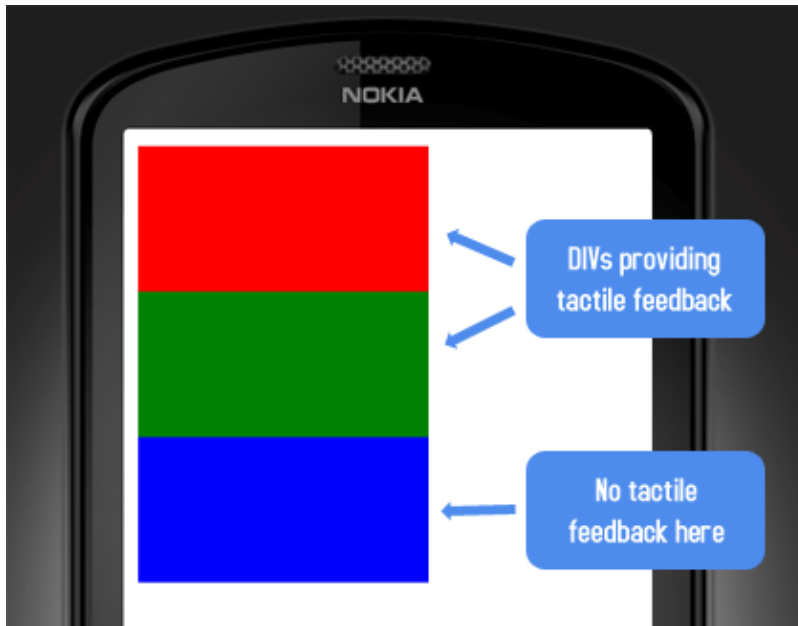 NOKIA
DIVs providing
tactile feedback
No tactile
feedback here